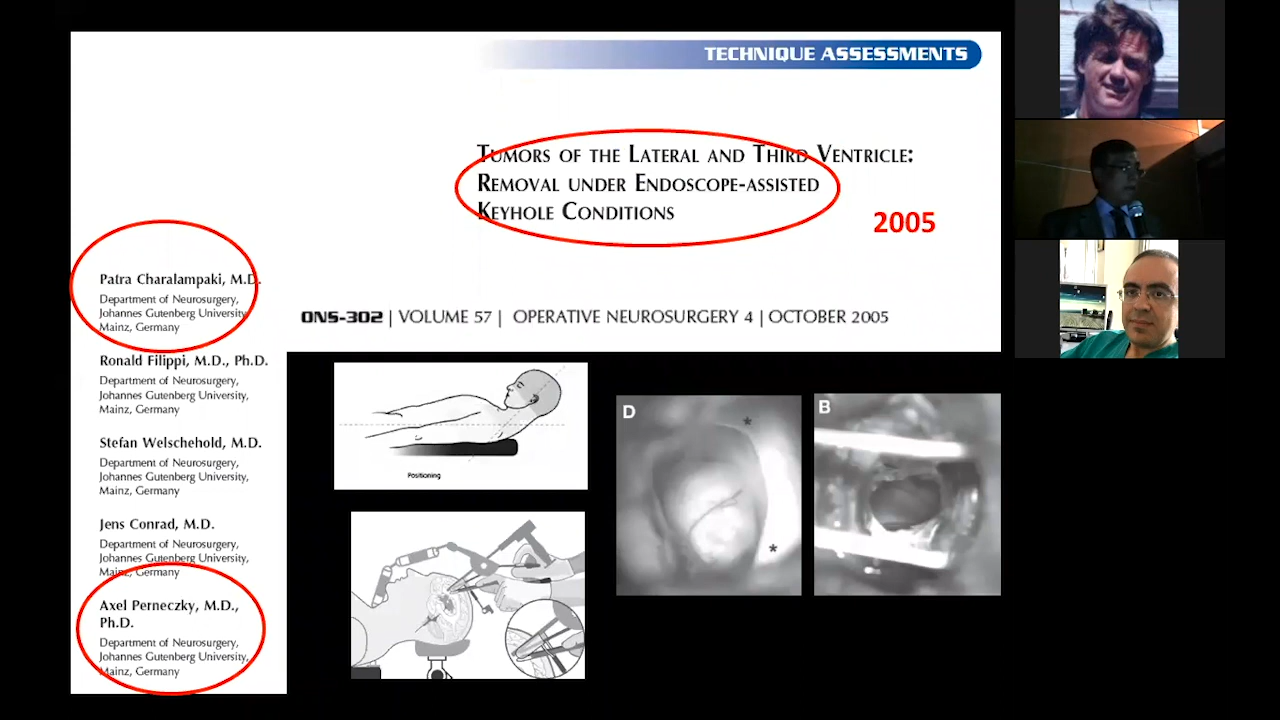 TECHNIQUE ASSESSMENTS
TUMORS OF THE LATERAL AND THIRD VENTRICLE:
REMOVAL UNDER ENDOSCOPE-ASSISTED
KEYHOLE CONDITIONS
2005
ONS-302 | VOLUME 57 | OPERATIVE NEUROSURGERY 4 | OCTOBER 2005
Patra Charalampaki, M.D.
Department of Neurosurgery,
Johannes Gutenberg University,
Mainz, Germany
Ronald Filippi, M.D., Ph.D.
Department of Neurosurgery,
Johannes Gutenberg University,
Mainz, Germany
Stefan Welschehold, M.D.
Department of Neurosurgery,
Johannes Gutenberg University,
Mainz, Germany
Jens Conrad, M.D.
Department of Neurosurgery,
Johannes Gutenberg University,
Mainz, Germany
Axel Perneczky, M.D.,
Ph.D.
Department of Neurosurgery,
Johannes Gutenberg University,
Mainz, Germany
Positioning
D
*
*
B